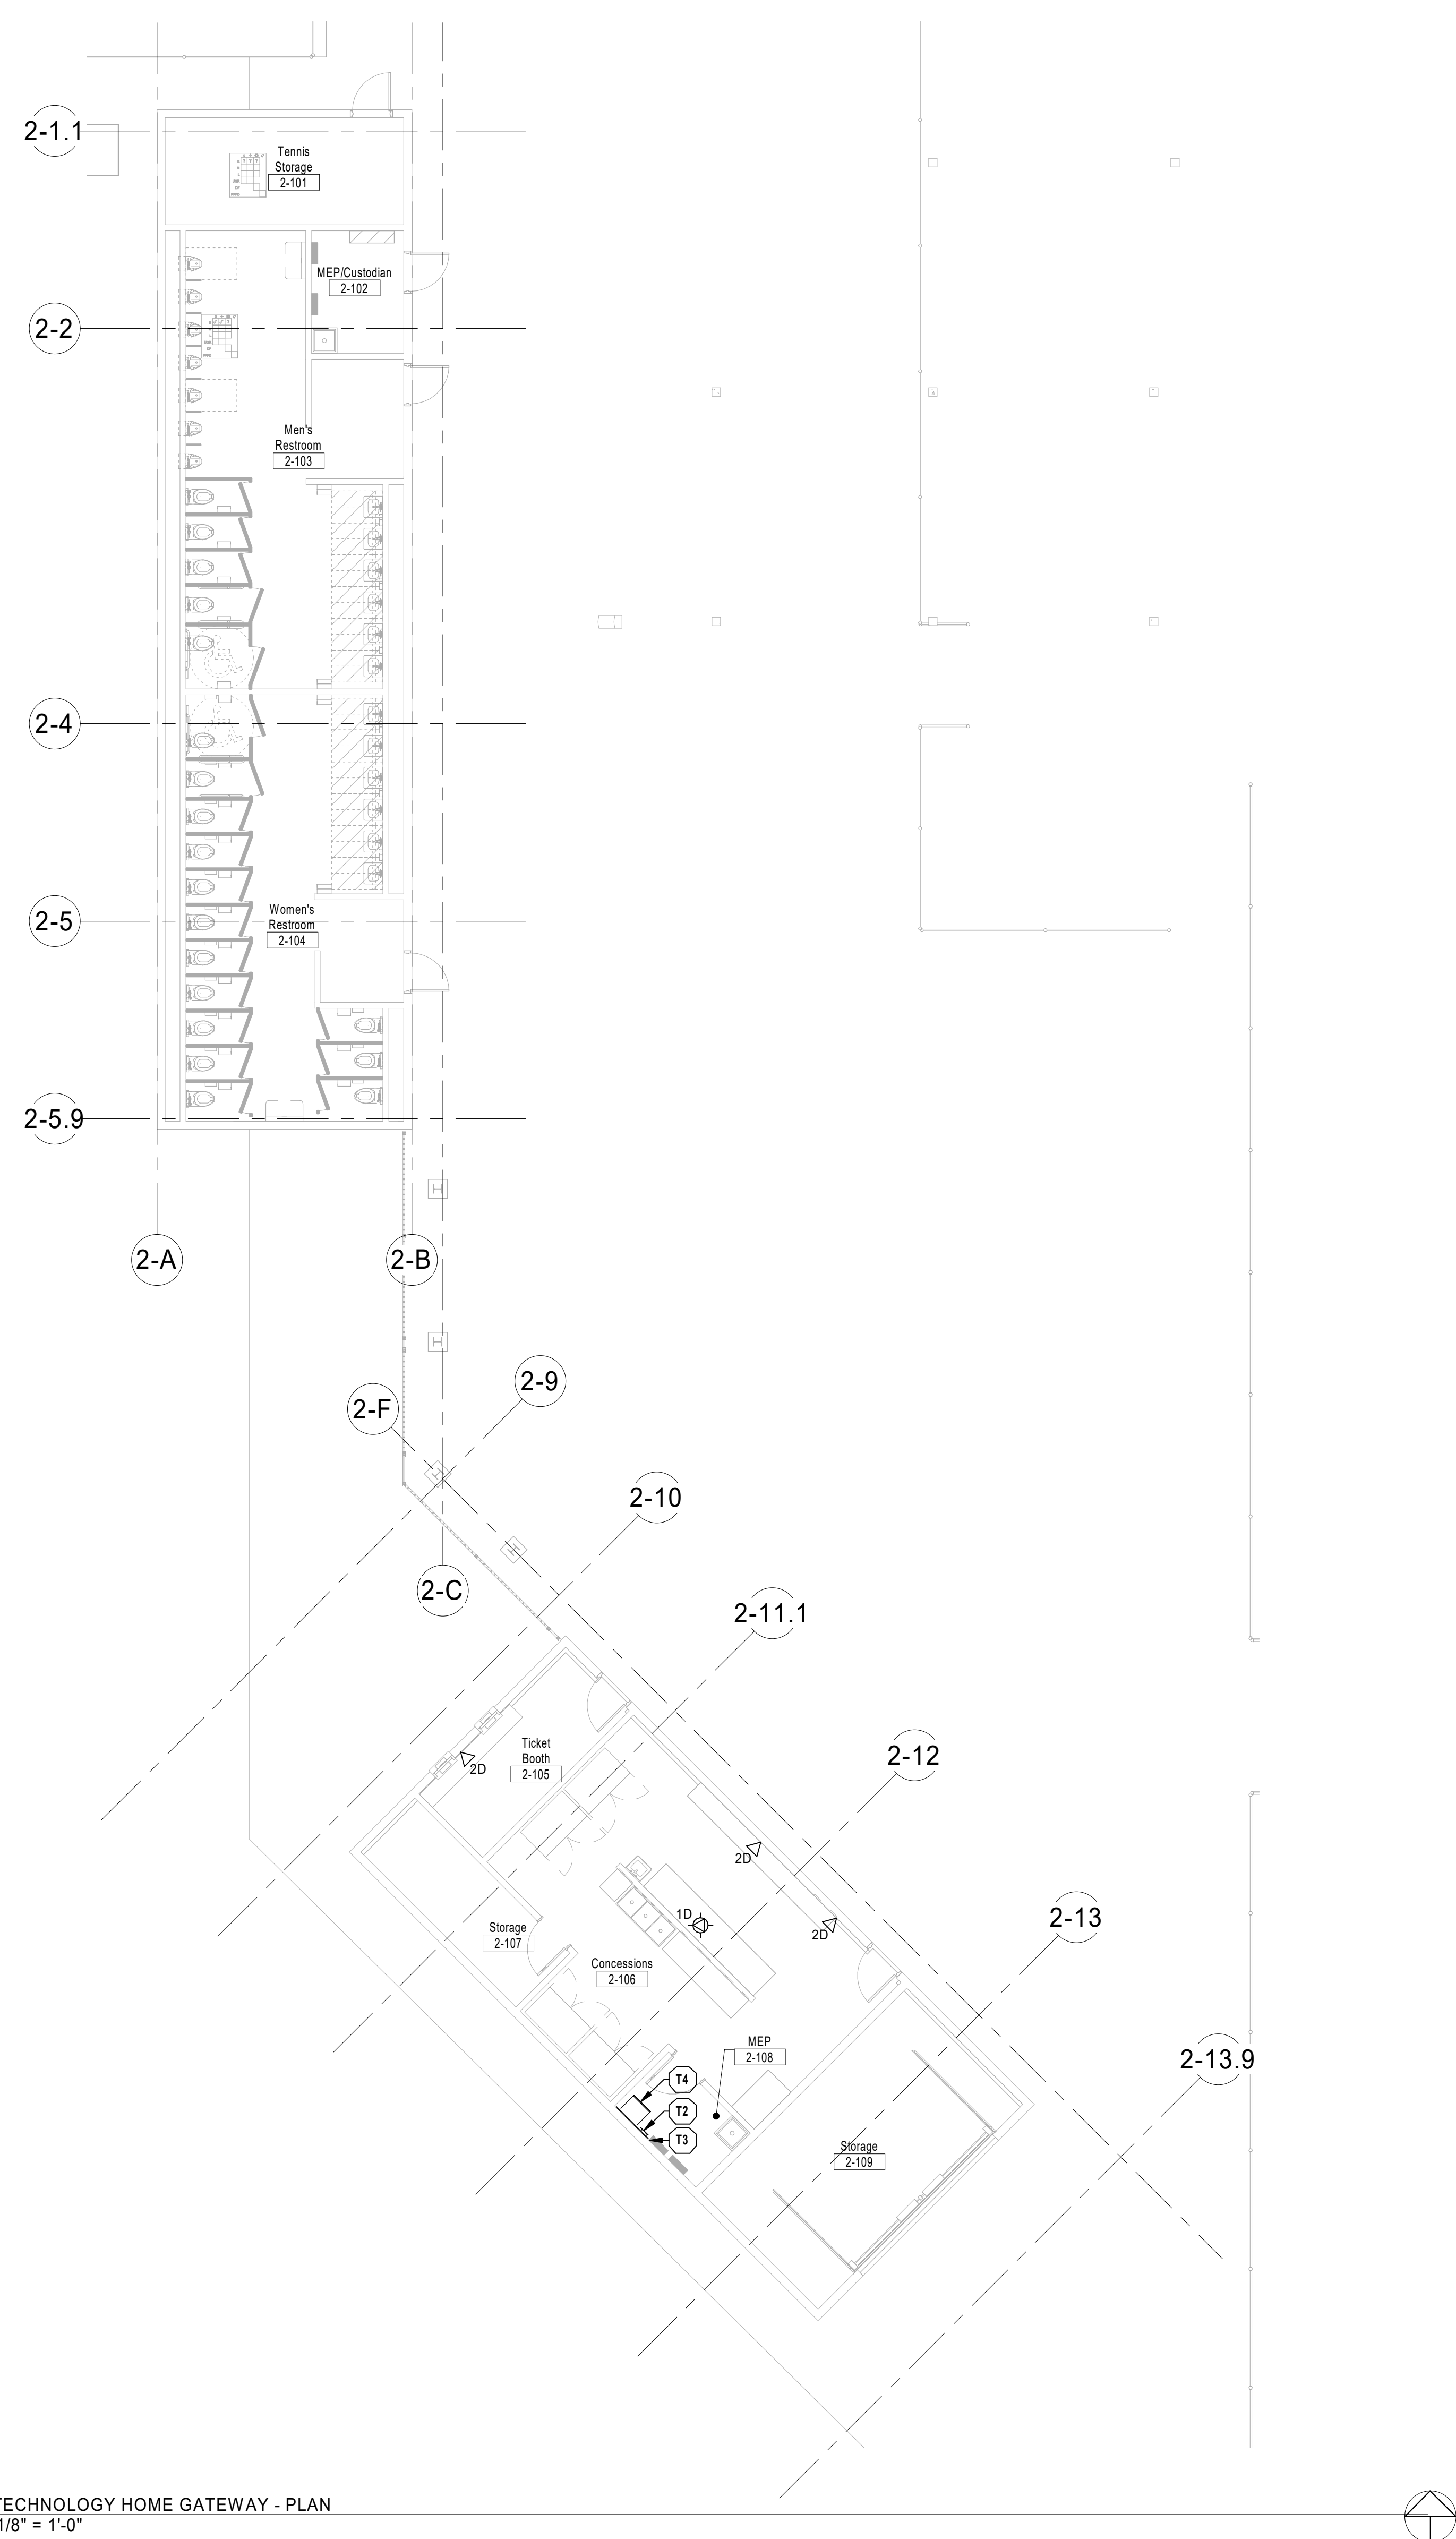 2-1.1
Tennis
Storage
2-101
MEP/Custodian
2-102
2-2
Men's
Restroom
2-103
2-4
2-5
Women's
Restroom
2-104
2-5.9
2-A
2-B
2-9
2-F
2-10
2-C
2-11.1
Ticket
Booth
2-105
2D
2-12
2D
2D
1D
Storage
2-107
Concessions
2-106
2-13
MEP
2-108
2-13.9
T4
T2
T3
Storage
2-109
TECHNOLOGY HOME GATEWAY - PLAN
1/8" = 1'-0"